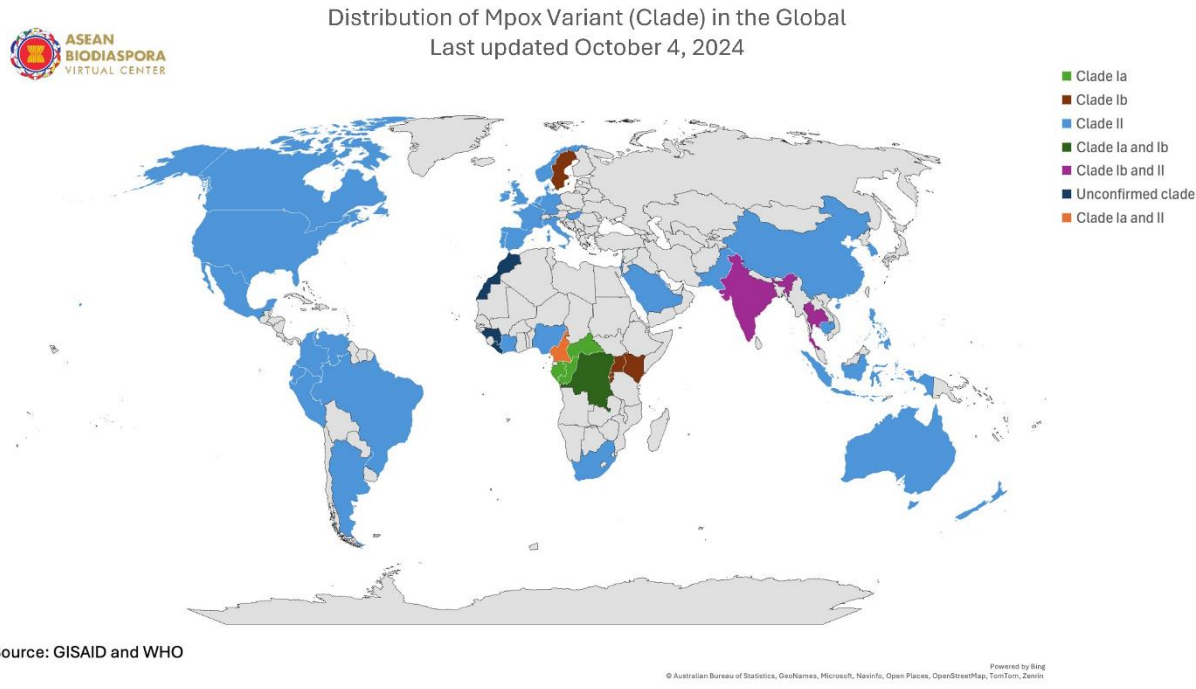 Distribution of Mpox Variant (Clade) in the Global
Last updated October 4, 2024
ASEAN
BIODIASPORA
VIRTUAL CENTER
Clade Ia
Clade Ib
Clade II
Clade Ia and Ib
Clade Ib and II
Unconfirmed clade
Clade Ia and II
ource: GISAID and WHO
Powered by Bing
© Australian Bureau of Statistics, GeoNames, Microsoft, Navinfo, Open Places, OpenStreetMap, TomTom, Zenrin